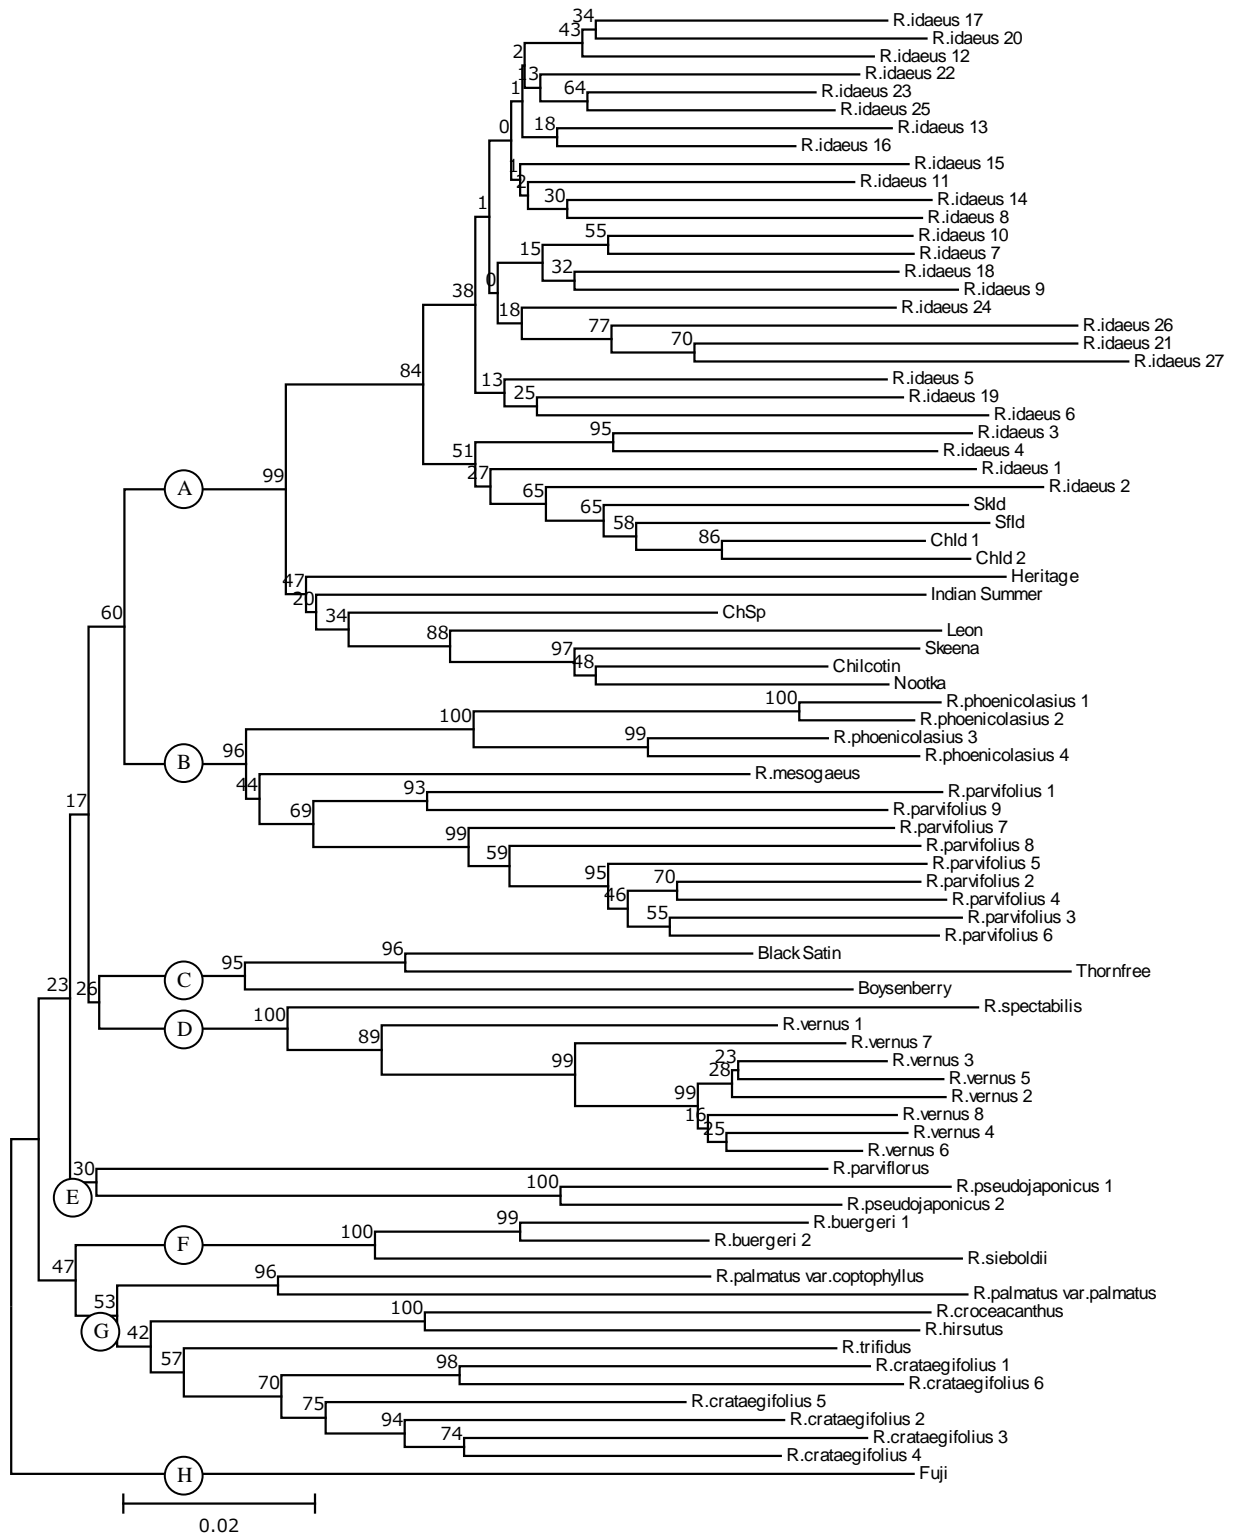 34
R.idaeus 17
43
R.idaeus 20
2
R.idaeus 12
13
R.idaeus 22
1
64
R.idaeus 23
R.idaeus 25
0
18
R.idaeus 13
R.idaeus 16
1
R.idaeus 15
2
R.idaeus 11
30
R.idaeus 14
1
R.idaeus 8
55
R.idaeus 10
15
R.idaeus 7
32
R.idaeus 18
0
R.idaeus 9
38
18
R.idaeus 24
77
R.idaeus 26
70
R.idaeus 21
R.idaeus 27
84
13
R.idaeus 5
25
R.idaeus 19
R.idaeus 6
95
R.idaeus 3
51
R.idaeus 4
99
27
R.idaeus 1
A
65
R.idaeus 2
65
SkId
58
SfId
86
ChId 1
ChId 2
47
Heritage
20
Indian Summer
60
34
ChSp
88
Leon
97
Skeena
48
Chilcotin
Nootka
100
R.phoenicolasius 1
100
R.phoenicolasius 2
99
R.phoenicolasius 3
B
96
R.phoenicolasius 4
44
R.mesogaeus
17
93
R.parvifolius 1
69
R.parvifolius 9
99
R.parvifolius 7
59
R.parvifolius 8
95
R.parvifolius 5
70
R.parvifolius 2
46
R.parvifolius 4
55
R.parvifolius 3
R.parvifolius 6
96
Black Satin
C
95
Thornfree
23
26
Boysenberry
100
R.spectabilis
D
89
R.vernus 1
99
R.vernus 7
23
R.vernus 3
28
R.vernus 5
99
R.vernus 2
16
R.vernus 8
25
R.vernus 4
R.vernus 6
30
R.parviflorus
E
100
R.pseudojaponicus 1
R.pseudojaponicus 2
99
R.buergeri 1
F
100
R.buergeri 2
47
R.sieboldii
96
R.palmatus var.coptophyllus
53
R.palmatus var.palmatus
G
100
R.croceacanthus
42
R.hirsutus
57
R.trifidus
98
R.crataegifolius 1
70
R.crataegifolius 6
75
R.crataegifolius 5
94
R.crataegifolius 2
74
R.crataegifolius 3
R.crataegifolius 4
H
Fuji
0.02